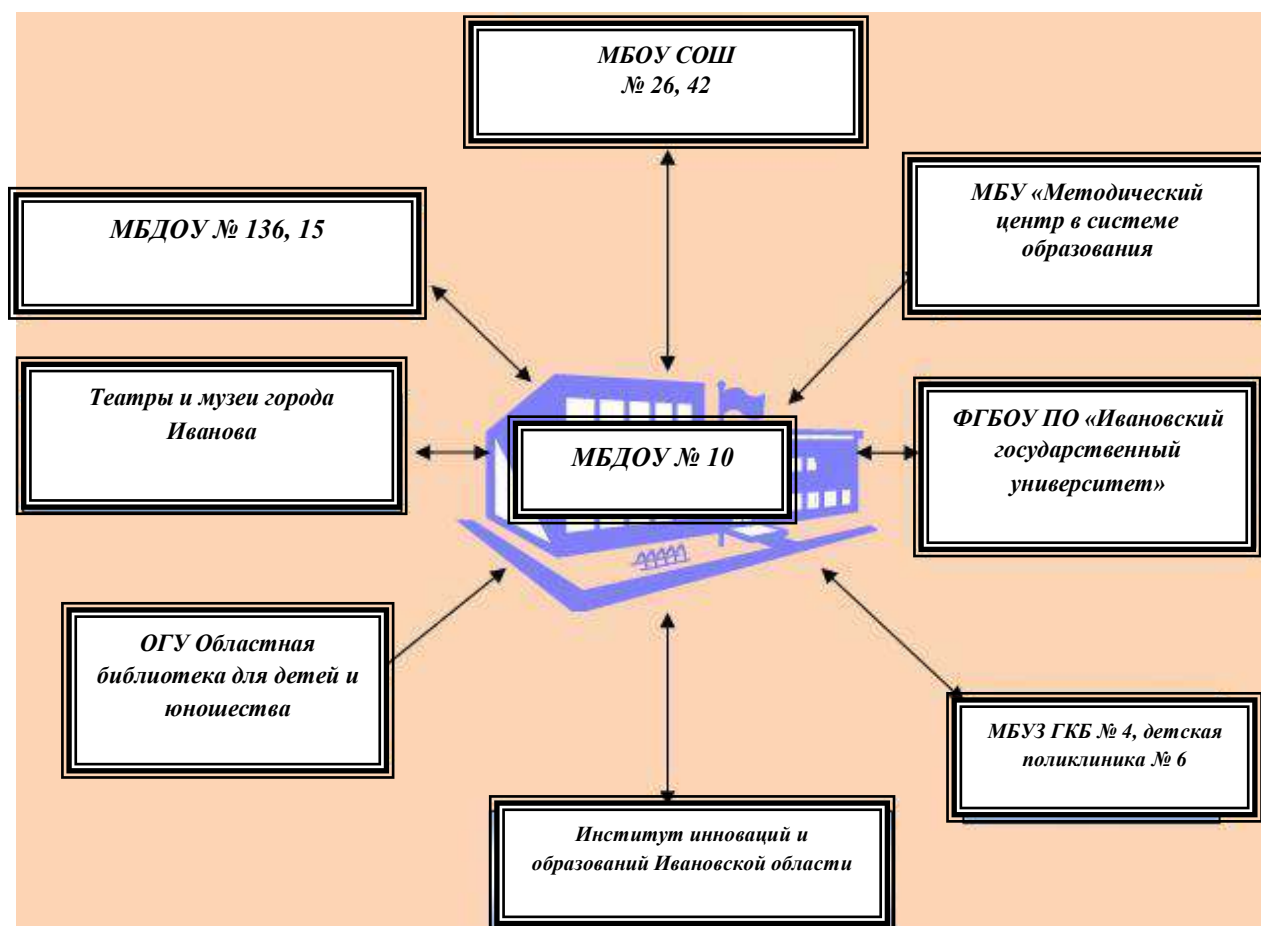 МБОУ СОШ
№ 26, 42
МБУ «Методический
центр в системе
образования
МБДОУ № 136, 15
Театры и музеи города
Иванова
МБДОУ № 10
ФГБОУ ПО «Ивановский
государственный
университет»
ОГУ Областная
библиотека для детей и
юношества
МБУЗ ГКБ № 4, детская
поликлиника № 6
Институт инноваций и
образований Ивановской области